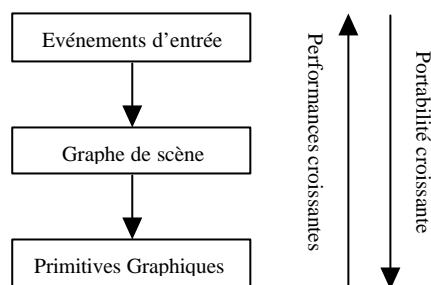 Evénements d’entrée
Graphe de scène
Primitives Graphiques
Performances croissantes
Portabilité croissante